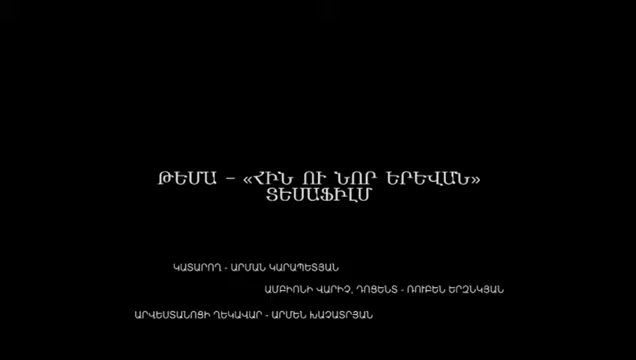 ԹԵՄԱ – «ՀԻՆ ՈՒ ՆՈՐ ԵՐԵՎԱՆ»
ՏԵՍԱՖԻԼՄ
ԿԱՏԱՐՈՂ - ԱՐՄԱՆ ԿԱՐԱՊԵՏՅԱՆ
ԱՄԲԻՈՆԻ ՎԱՐԻՉ, ԴՈՑԵՆՏ - ՌՈՒԲԵՆ ԵՐԶՆԿՅԱՆ
ԱՐՎԵՍՏԱՆՈՑԻ ՂԵԿԱՎԱՐ - ԱՐՄԵՆ ԽԱՉԱՏՐՅԱՆ